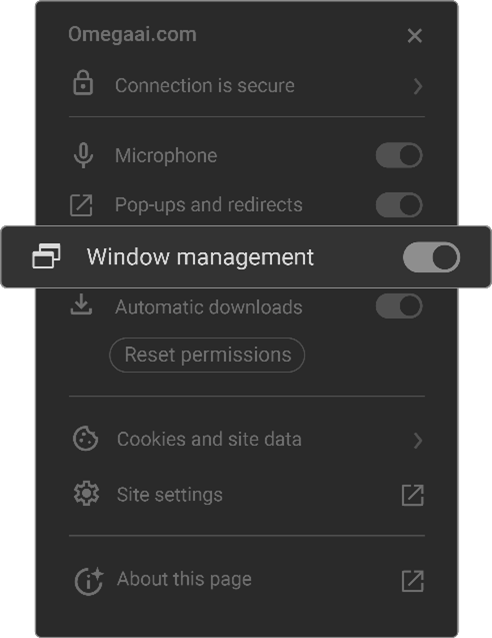 Omegaai.com
Connection is secure
Microphone
Pop-ups and redirects
Window management
Automatic downloads
Reset permissions
Cookies and site data
Site settings
About this page